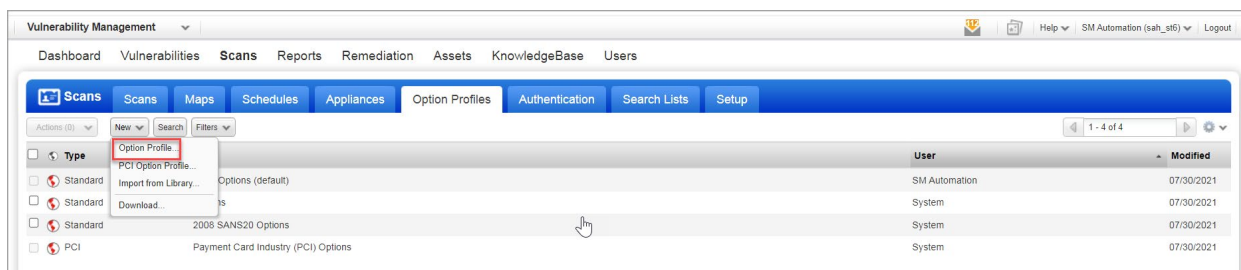 Vulnerability Management
112
Help SM Automation (sah_st6) Logout
Dashboard Vulnerabilities Scans Reports Remediation Assets KnowledgeBase Users
Scans Scans Maps Schedules Appliances Option Profiles Authentication Search Lists Setup
Actions (0) New Search Filters 1 - 4 of 4
Option Profile...
PCI Option Profile...
Import from Library...
Download...
Type User Modified
Standard Options (default) SM Automation 07/30/2021
Standard System 07/30/2021
Standard 2008 SANS20 Options System 07/30/2021
PCI Payment Card Industry (PCI) Options System 07/30/2021